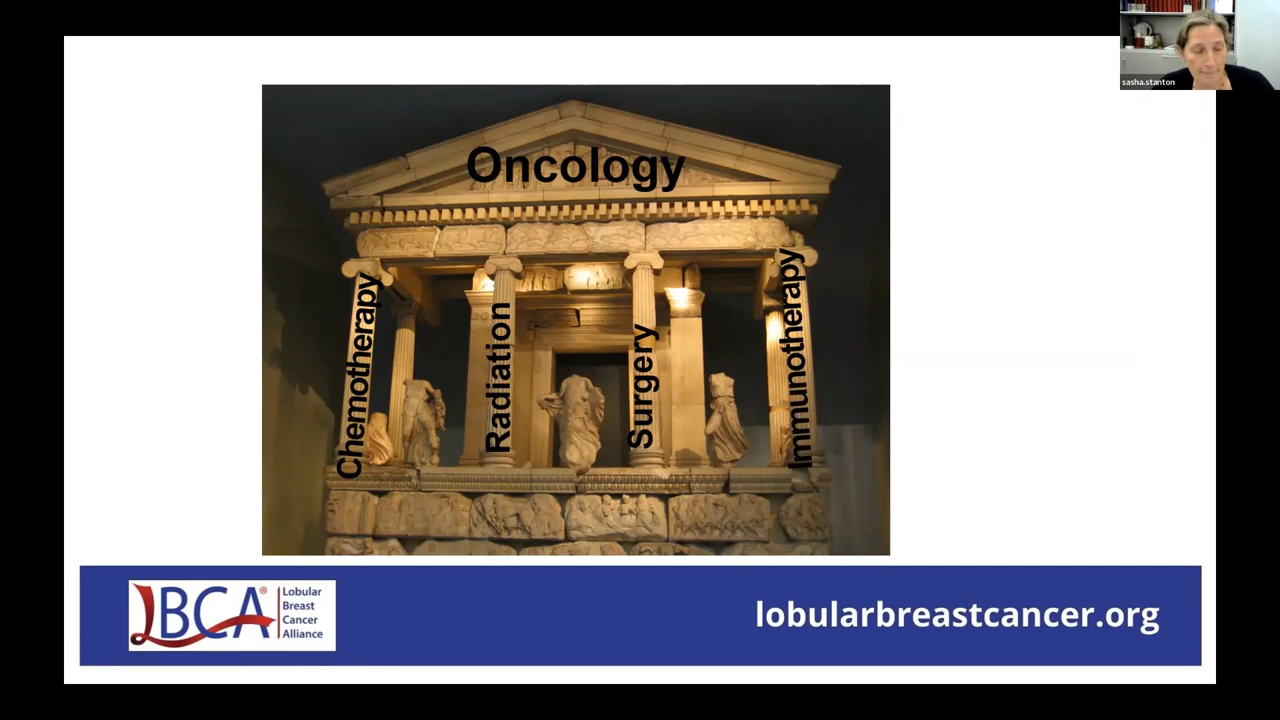 sasha.stanton
Oncology
Chemotherapy
Radiation
Surgery
Immunotherapy
LBCA®
Lobular
Breast
Cancer
Alliance
lobularbreastcancer.org